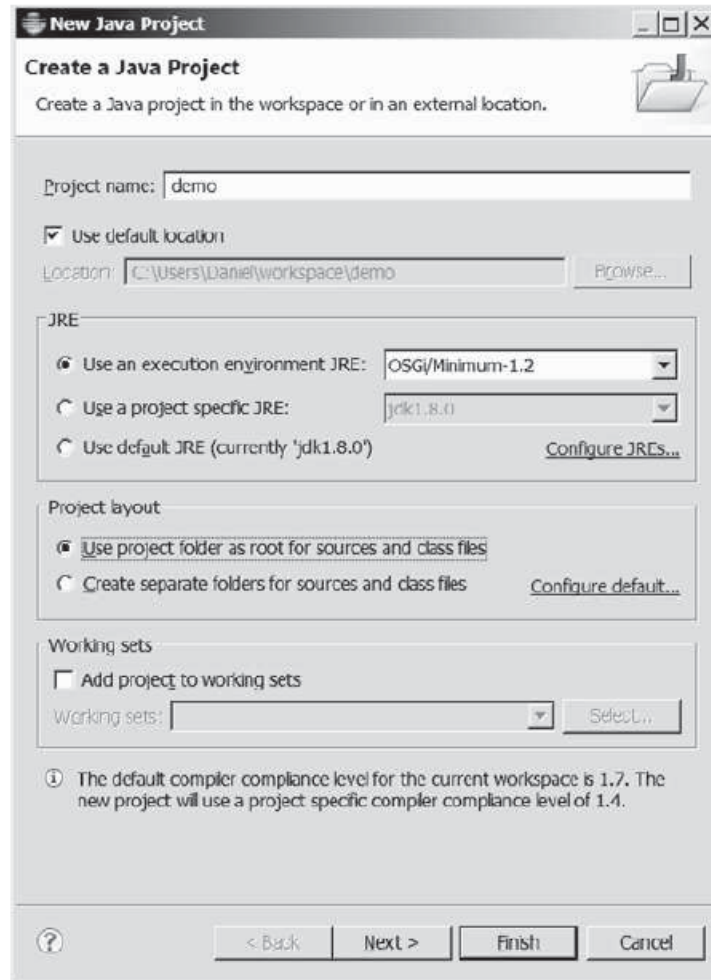 New Java Project
Create a Java Project
Create a Java project in the workspace or in an external location.
Project name: demo
Use default location
Location: C:\Users\Daniel\workspace\demo Browse...
JRE
Use an execution environment JRE: OSGi/Minimum-1.2
Use a project specific JRE: jdk1.8.0
Use default JRE (currently 'jdk1.8.0') Configure JREs...
Project layout
Use project folder as root for sources and class files
Create separate folders for sources and class files Configure default...
Working sets
Add project to working sets
Working sets: Select...
The default compiler compliance level for the current workspace is 1.7. The
new project will use a project specific compiler compliance level of 1.4.
? < Back Next > Finish Cancel